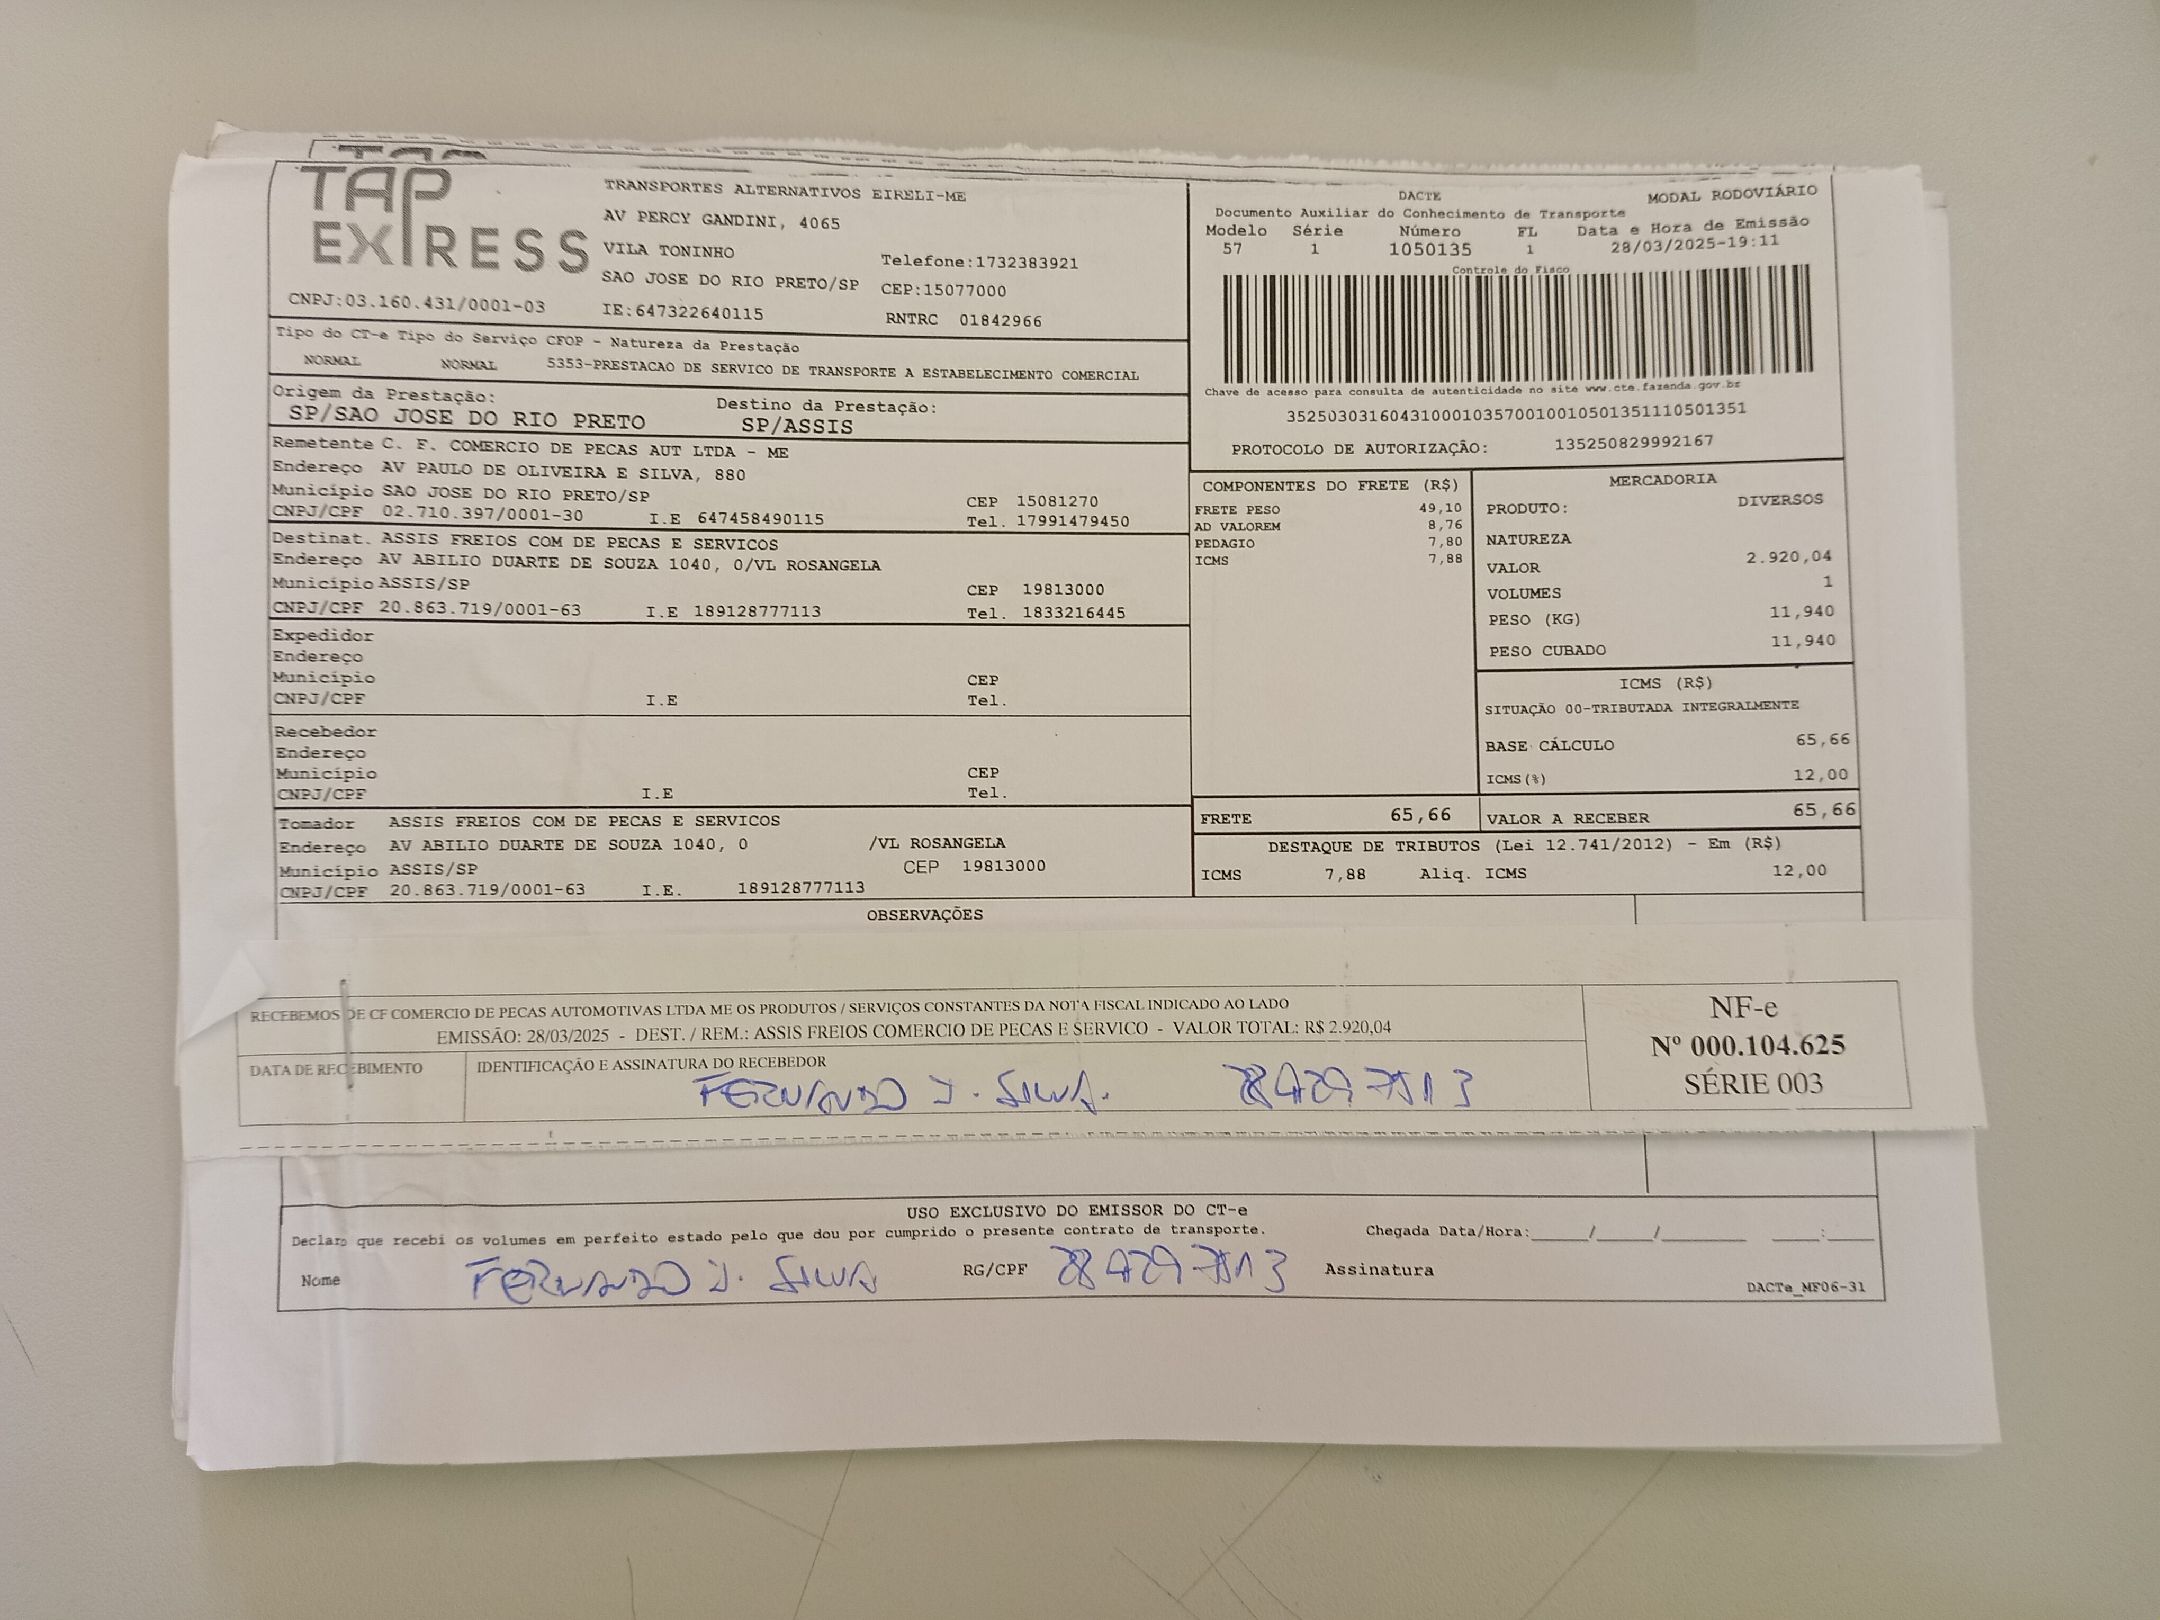 TAP EXPRESS
TRANSPORTES ALTERNATIVOS EIRELI-ME
AV PERCY GANDINI, 4065
VILA TONINHO
Telefone:1732383921
SAO JOSE DO RIO PRETO/SP CEP:15077000
CNPJ:03.160.431/0001-03 IE:647322640115 RNTRC 01842966
Tipo do CT-e Tipo do Serviço CFOP - Natureza da Prestação
NORMAL NORMAL 5353-PRESTACAO DE SERVICO DE TRANSPORTE A ESTABELECIMENTO COMERCIAL
Origem da Prestação: Destino da Prestação:
SP/SAO JOSE DO RIO PRETO SP/ASSIS
Remetente C. F. COMERCIO DE PECAS AUT LTDA - ME
Endereço AV PAULO DE OLIVEIRA E SILVA, 880
Município SAO JOSE DO RIO PRETO/SP CEP 15081270
CNPJ/CPF 02.710.397/0001-30 I.E 647458490115 Tel. 17991479450
Destinat. ASSIS FREIOS COM DE PECAS E SERVICOS
Endereço AV ABILIO DUARTE DE SOUZA 1040, 0/VL ROSANGELA
Município ASSIS/SP CEP 19813000
CNPJ/CPF 20.863.719/0001-63 I.E 189128777113 Tel. 1833216445
Expedidor
Endereço
Município CEP
CNPJ/CPF I.E Tel.
Recebedor
Endereço
Município CEP
CNPJ/CPF I.E Tel.
Tomador ASSIS FREIOS COM DE PECAS E SERVICOS
Endereço AV ABILIO DUARTE DE SOUZA 1040, 0 /VL ROSANGELA
Município ASSIS/SP CEP 19813000
CNPJ/CPF 20.863.719/0001-63 I.E. 189128777113
DACTE MODAL RODOVIÁRIO
Documento Auxiliar do Conhecimento de Transporte
Modelo Série Número FL Data e Hora de Emissão
57 1 1050135 1 28/03/2025-19:11
Controle do Fisco
Chave de acesso para consulta de autenticidade no site www.cte.fazenda.gov.br
35250303160431000103570010010501351110501351
PROTOCOLO DE AUTORIZAÇÃO: 135250829992167
COMPONENTES DO FRETE (R$)
FRETE PESO 49,10
AD VALOREM 8,76
PEDAGIO 7,80
ICMS 7,88
MERCADORIA
PRODUTO: DIVERSOS
NATUREZA
VALOR 2.920,04
VOLUMES 1
PESO (KG) 11,940
PESO CUBADO 11,940
ICMS (R$)
SITUAÇÃO 00-TRIBUTADA INTEGRALMENTE
BASE CÁLCULO 65,66
ICMS(%) 12,00
FRETE 65,66 VALOR A RECEBER 65,66
DESTAQUE DE TRIBUTOS (Lei 12.741/2012) - Em (R$)
ICMS 7,88 Aliq. ICMS 12,00
OBSERVAÇÕES
RECEBEMOS DE CF COMERCIO DE PECAS AUTOMOTIVAS LTDA ME OS PRODUTOS / SERVIÇOS CONSTANTES DA NOTA FISCAL INDICADO AO LADO
EMISSÃO: 28/03/2025 - DEST. / REM.: ASSIS FREIOS COMERCIO DE PECAS E SERVICO - VALOR TOTAL: R$ 2.920,04
DATA DE RECEBIMENTO IDENTIFICAÇÃO E ASSINATURA DO RECEBEDOR
FERNANDO J. SILVA.
NF-e
Nº 000.104.625
SÉRIE 003
USO EXCLUSIVO DO EMISSOR DO CT-e
Declaro que recebi os volumes em perfeito estado pelo que dou por cumprido o presente contrato de transporte. Chegada Data/Hora:____/____/______ ___:___
Nome FERNANDO J. SILVA RG/CPF Assinatura
DACTe_MF06-31